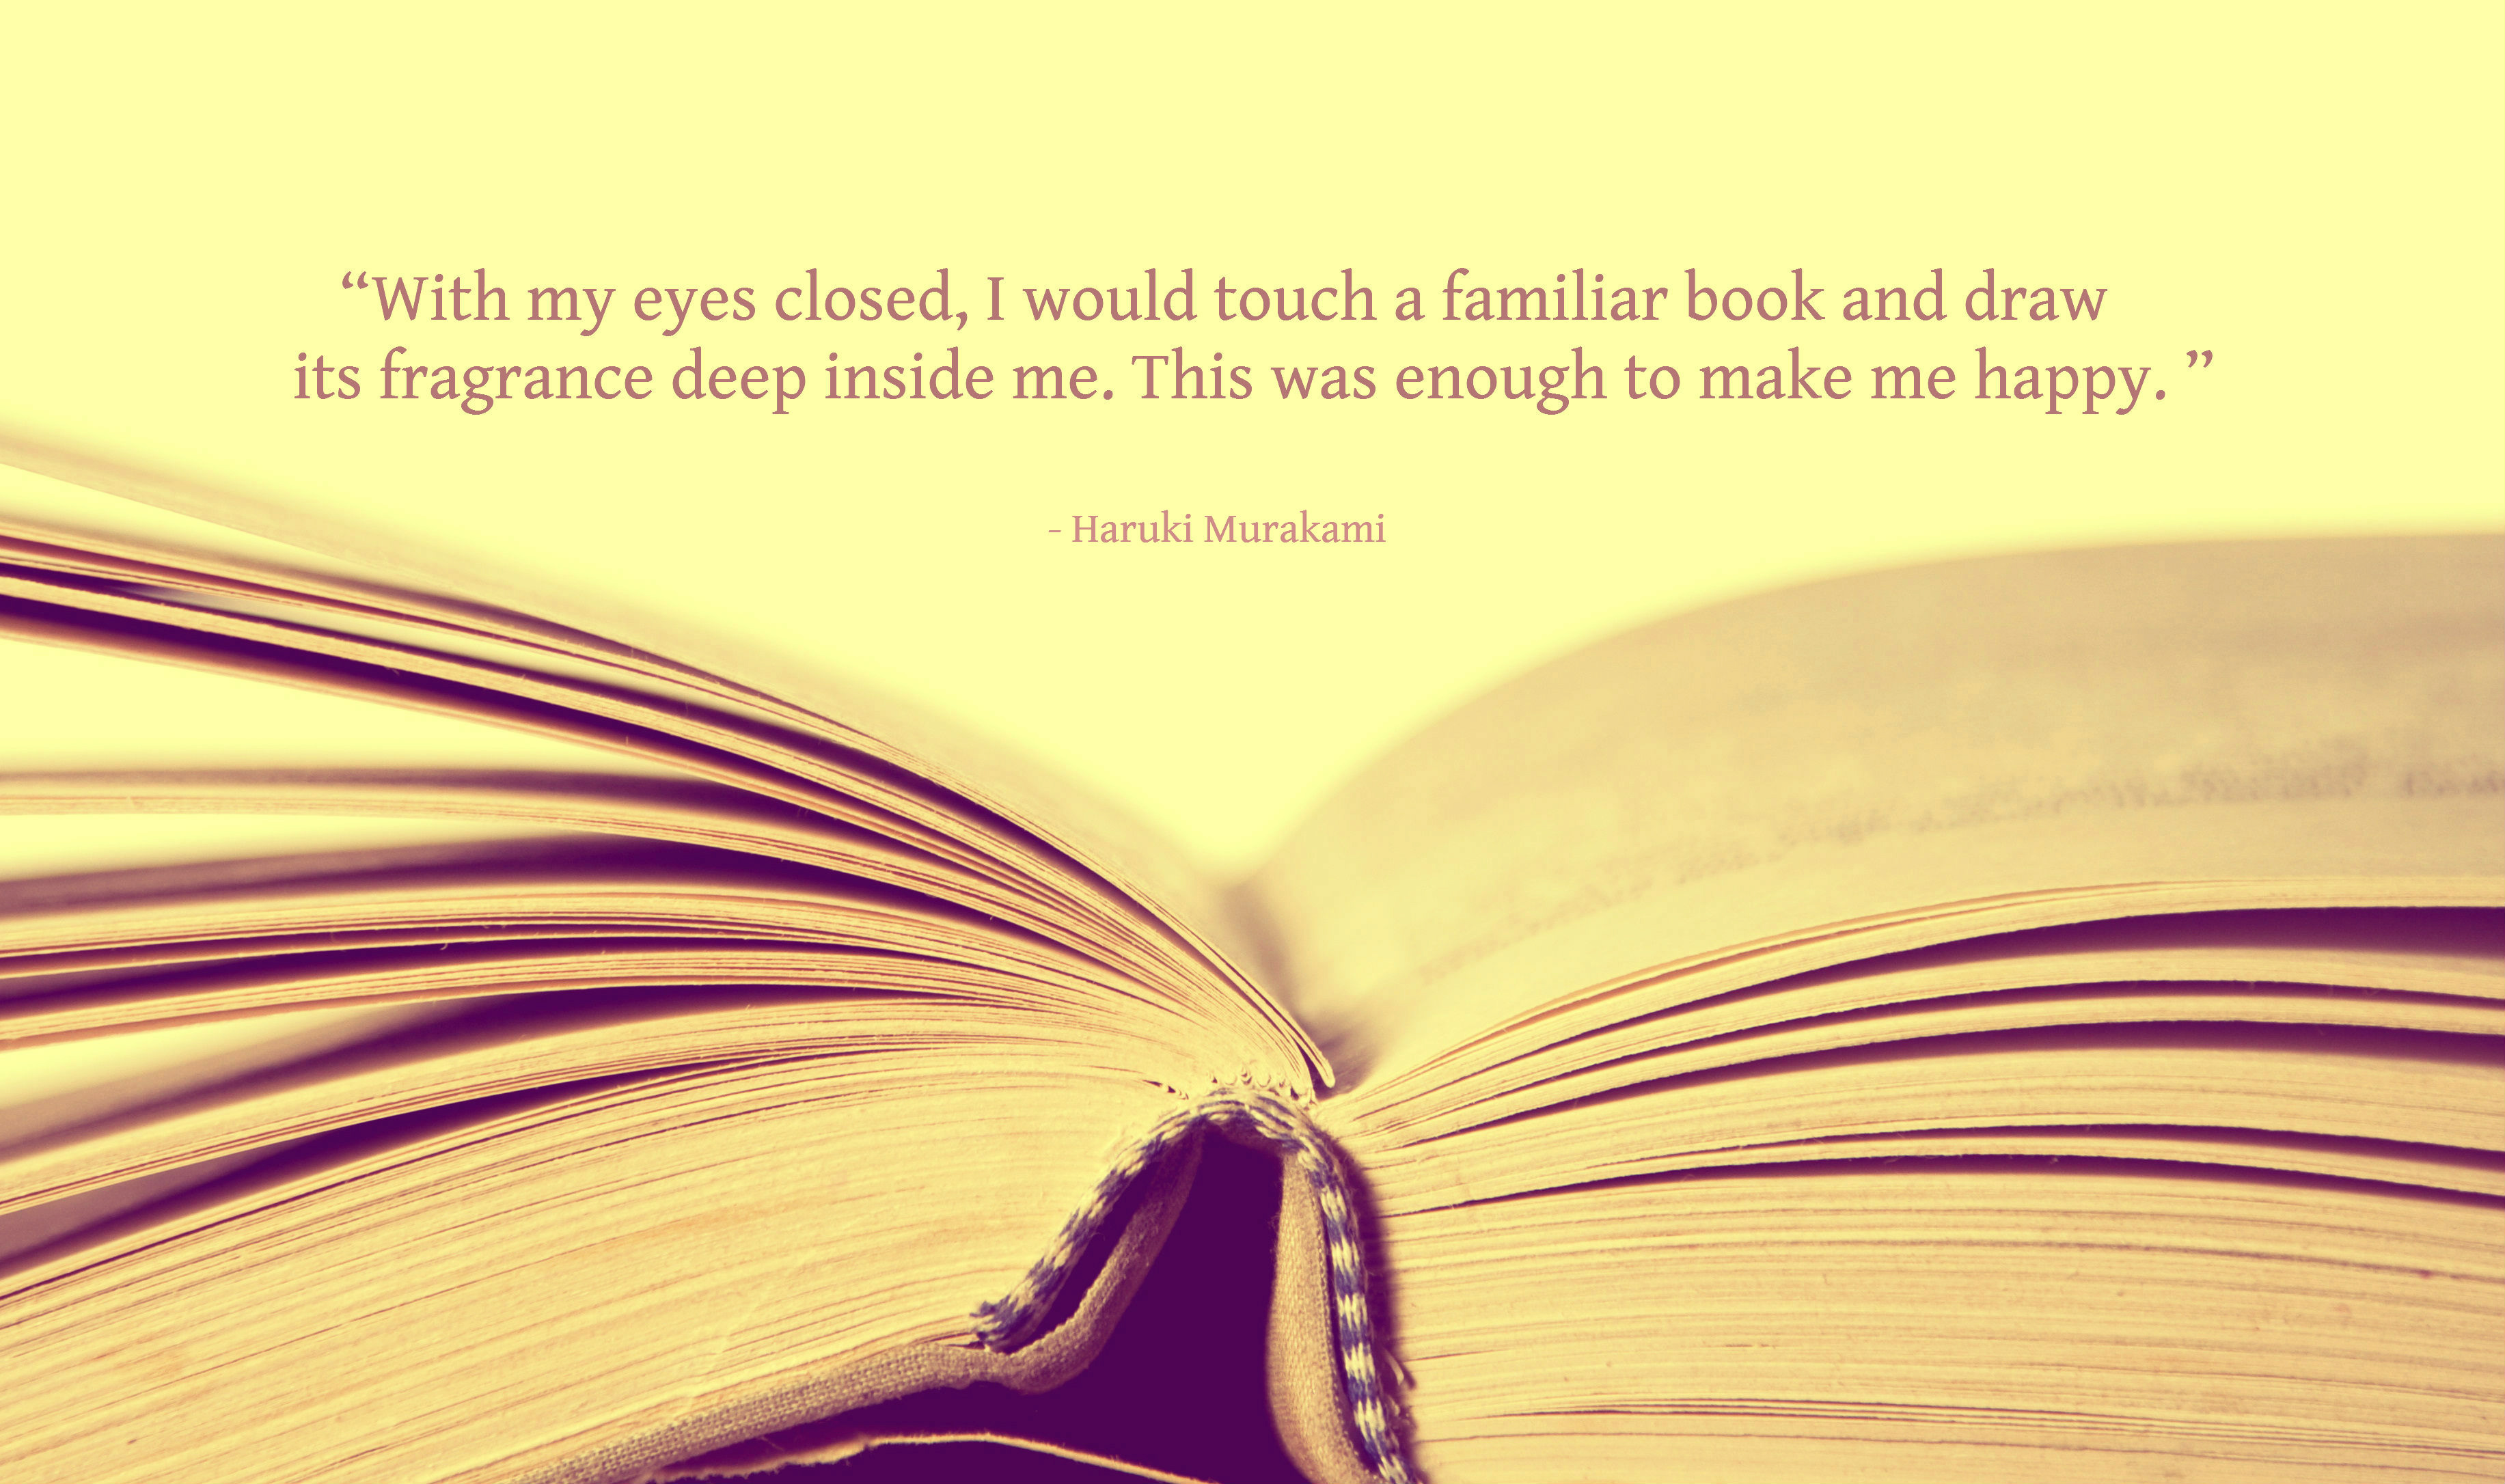 “With my eyes closed, I would touch a familiar book and draw
its fragrance deep inside me. This was enough to make me happy. ”
- Haruki Murakami